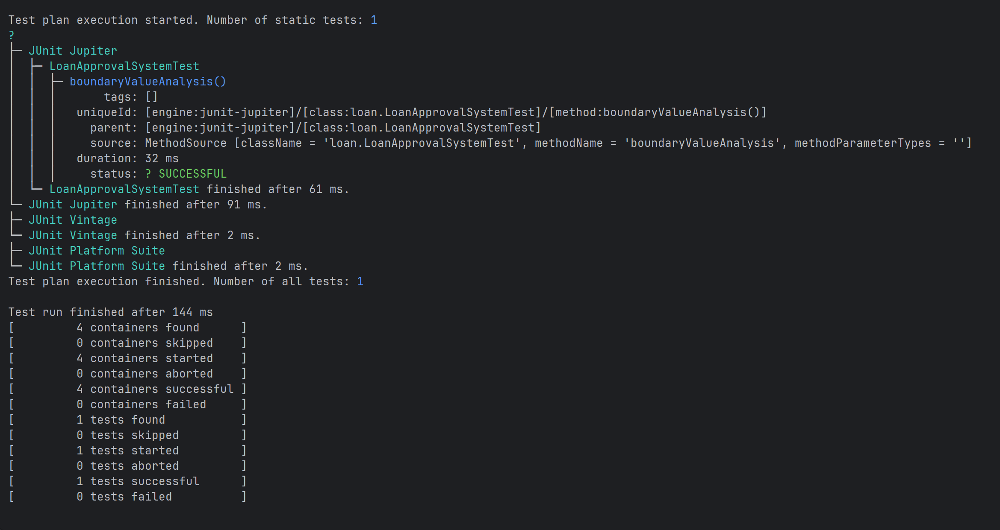 Test plan execution started. Number of static tests: 1
?
├─ JUnit Jupiter
│  ├─ LoanApprovalSystemTest
│  │  ├─ boundaryValueAnalysis()
│  │  │       tags: []
│  │  │   uniqueId: [engine:junit-jupiter]/[class:loan.LoanApprovalSystemTest]/[method:boundaryValueAnalysis()]
│  │  │     parent: [engine:junit-jupiter]/[class:loan.LoanApprovalSystemTest]
│  │  │     source: MethodSource [className = 'loan.LoanApprovalSystemTest', methodName = 'boundaryValueAnalysis', methodParameterTypes = '']
│  │  │   duration: 32 ms
│  │  │     status: ? SUCCESSFUL
│  └─ LoanApprovalSystemTest finished after 61 ms.
└─ JUnit Jupiter finished after 91 ms.
├─ JUnit Vintage
└─ JUnit Vintage finished after 2 ms.
├─ JUnit Platform Suite
└─ JUnit Platform Suite finished after 2 ms.
Test plan execution finished. Number of all tests: 1

Test run finished after 144 ms
[         4 containers found      ]
[         0 containers skipped    ]
[         4 containers started    ]
[         0 containers aborted    ]
[         4 containers successful ]
[         0 containers failed     ]
[         1 tests found           ]
[         0 tests skipped         ]
[         1 tests started         ]
[         0 tests aborted         ]
[         1 tests successful      ]
[         0 tests failed          ]